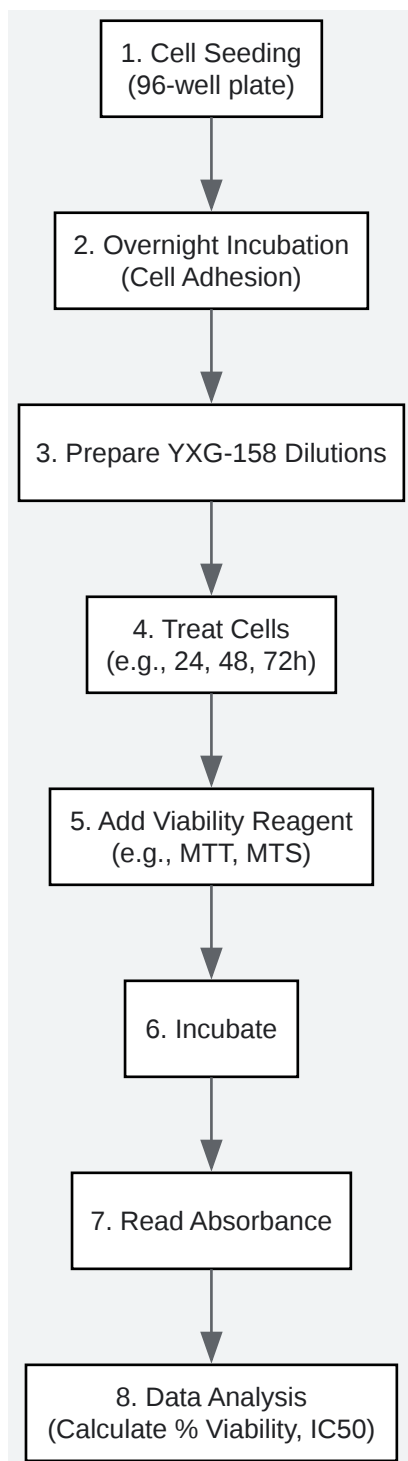 1. Cell Seeding
(96-well plate)
2. Overnight Incubation
(Cell Adhesion)
3. Prepare YXG-158 Dilutions
4. Treat Cells
(e.g., 24, 48, 72h)
5. Add Viability Reagent
(e.g., MTT, MTS)
6. Incubate
7. Read Absorbance
8. Data Analysis
(Calculate % Viability, IC50)